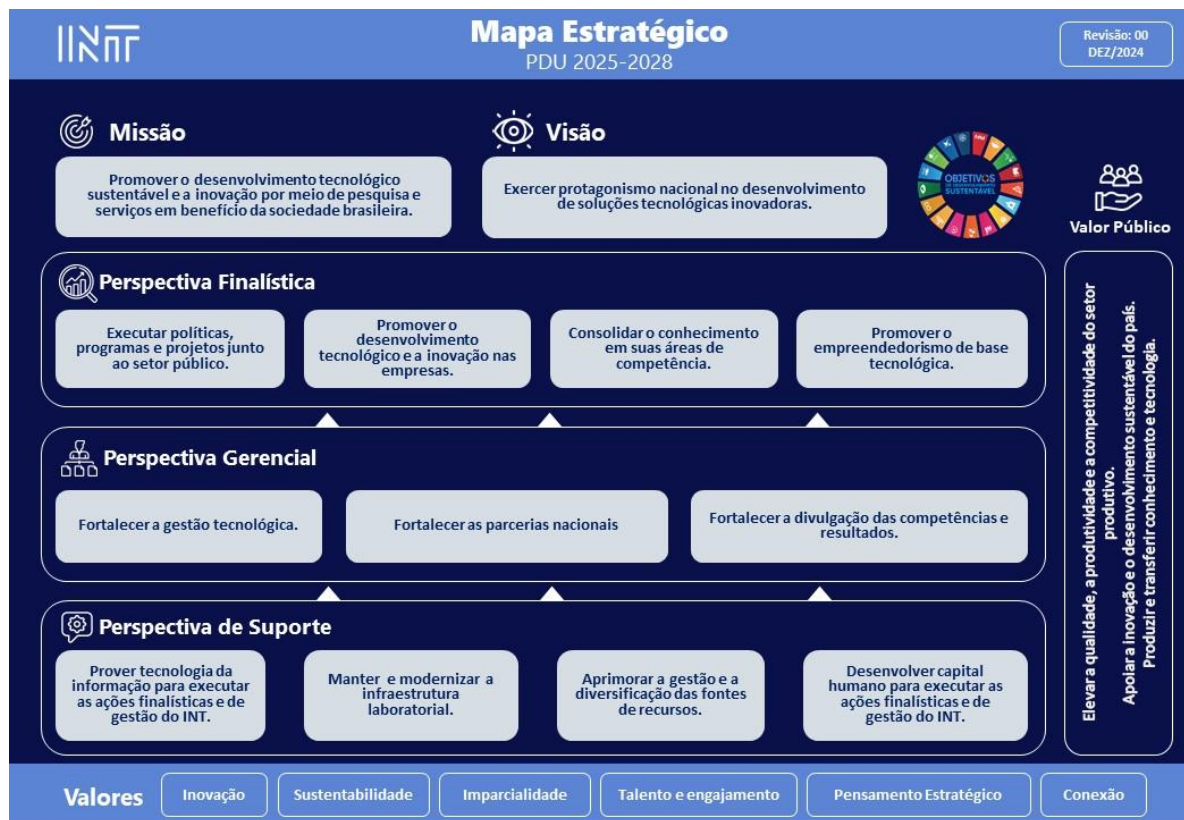 INT
Mapa Estratégico
PDU 2025-2028
Revisão: 00
DEZ/2024
Missão
Promover o desenvolvimento tecnológico
sustentável e a inovação por meio de pesquisa e
serviços em benefício da sociedade brasileira.
Visão
Exercer protagonismo nacional no desenvolvimento
de soluções tecnológicas inovadoras.
OBJETIVOS
DE DESENVOLVIMENTO
SUSTENTÁVEL
Valor Público
Perspectiva Finalística
Executar políticas,
programas e projetos junto
ao setor público.
Promover o
desenvolvimento
tecnológico e a inovação nas
empresas.
Consolidar o conhecimento
em suas áreas de
competência.
Promover o
empreendedorismo de base
tecnológica.
Perspectiva Gerencial
Fortalecer a gestão tecnológica.
Fortalecer as parcerias nacionais
Fortalecer a divulgação das competências e
resultados.
Perspectiva de Suporte
Prover tecnologia da
informação para executar
as ações finalísticas e de
gestão do INT.
Manter e modernizar a
infraestrutura
laboratorial.
Aprimorar a gestão e a
diversificação das fontes
de recursos.
Desenvolver capital
humano para executar as
ações finalísticas e de
gestão do INT.
Elevar a qualidade, a produtividade e a competitividade do setor
produtivo.
Apoiar a inovação e o desenvolvimento sustentável do país.
Produzir e transferir conhecimento e tecnologia.
Valores
Inovação
Sustentabilidade
Imparcialidade
Talento e engajamento
Pensamento Estratégico
Conexão